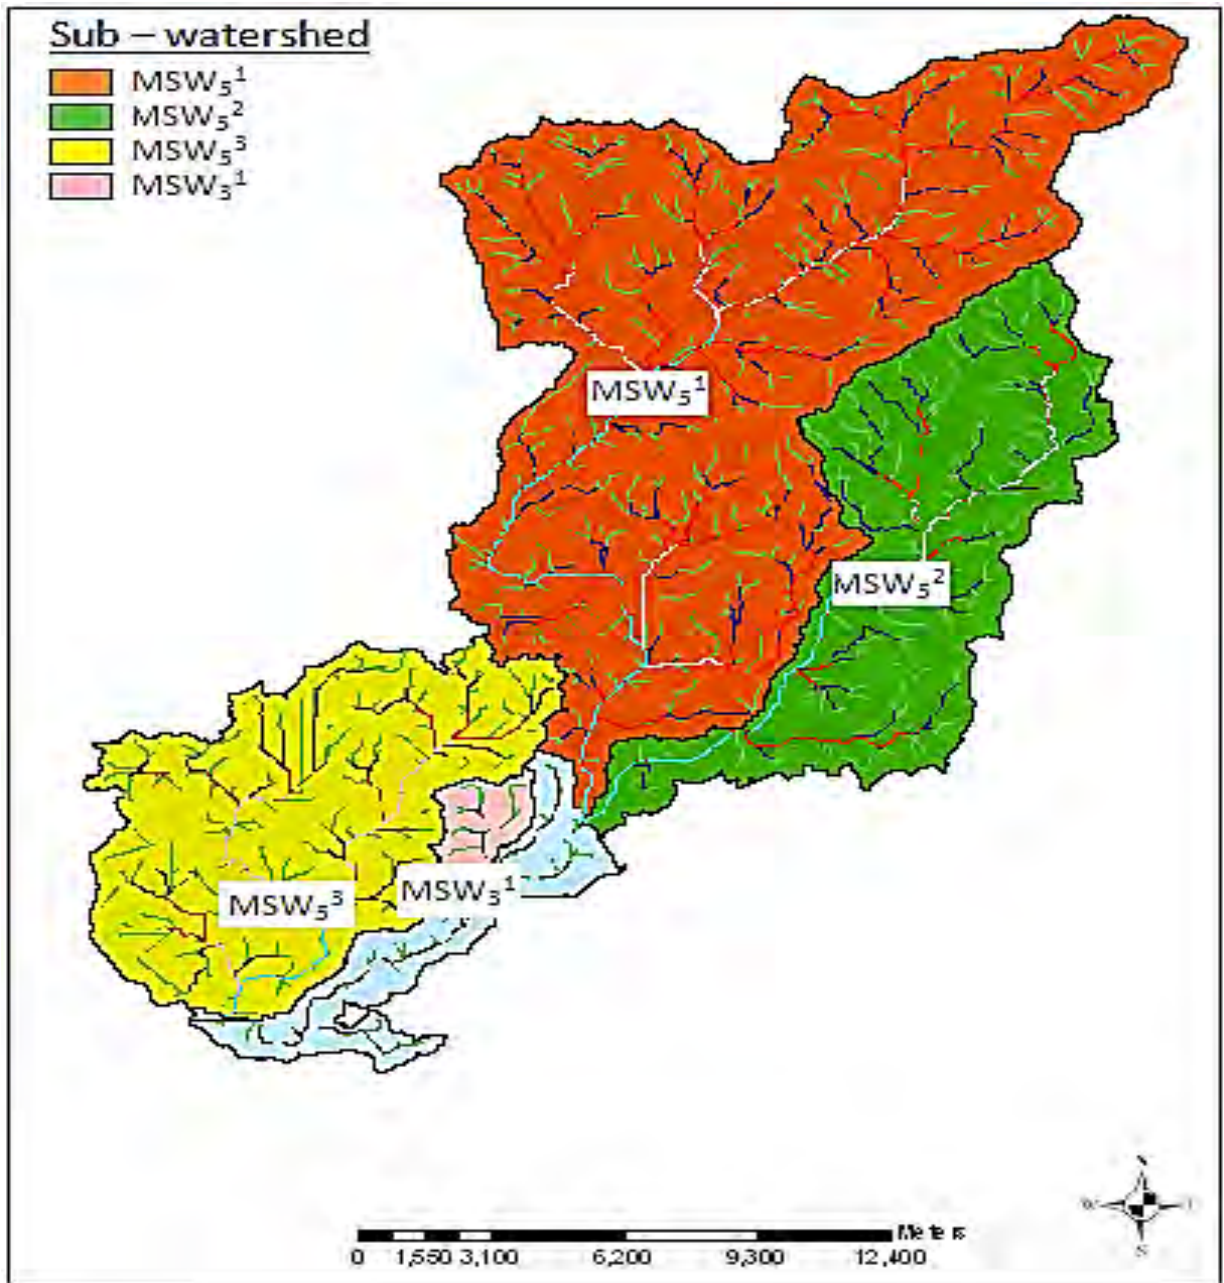 Sub – watershed
MSW₅¹
MSW₅²
MSW₅³
MSW₃¹
MSW₅¹
MSW₅²
MSW₃¹
MSW₅³
N
W
S
Meters
0 1,550 3,100 6,200 9,300 12,400